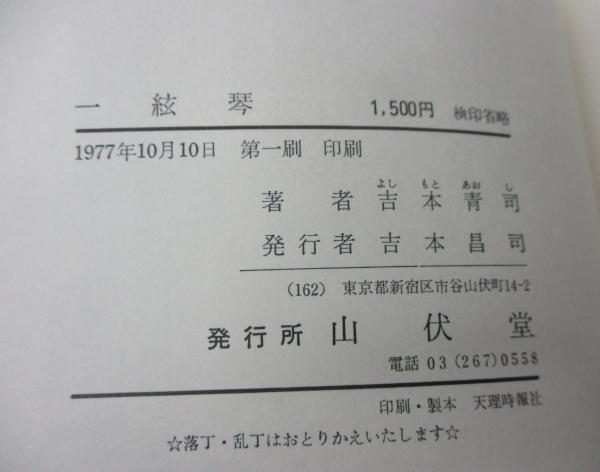 一絃琴 1,500円 検印省略
1977年10月10日 第一刷 印刷
よし もと あお し
著者 吉本青司
発行者 吉本昌司
(162) 東京都新宿区市谷山伏町14-2
発行所 山伏堂
電話 03(267)0558
印刷・製本 天理時報社
☆落丁・乱丁はおとりかえいたします☆